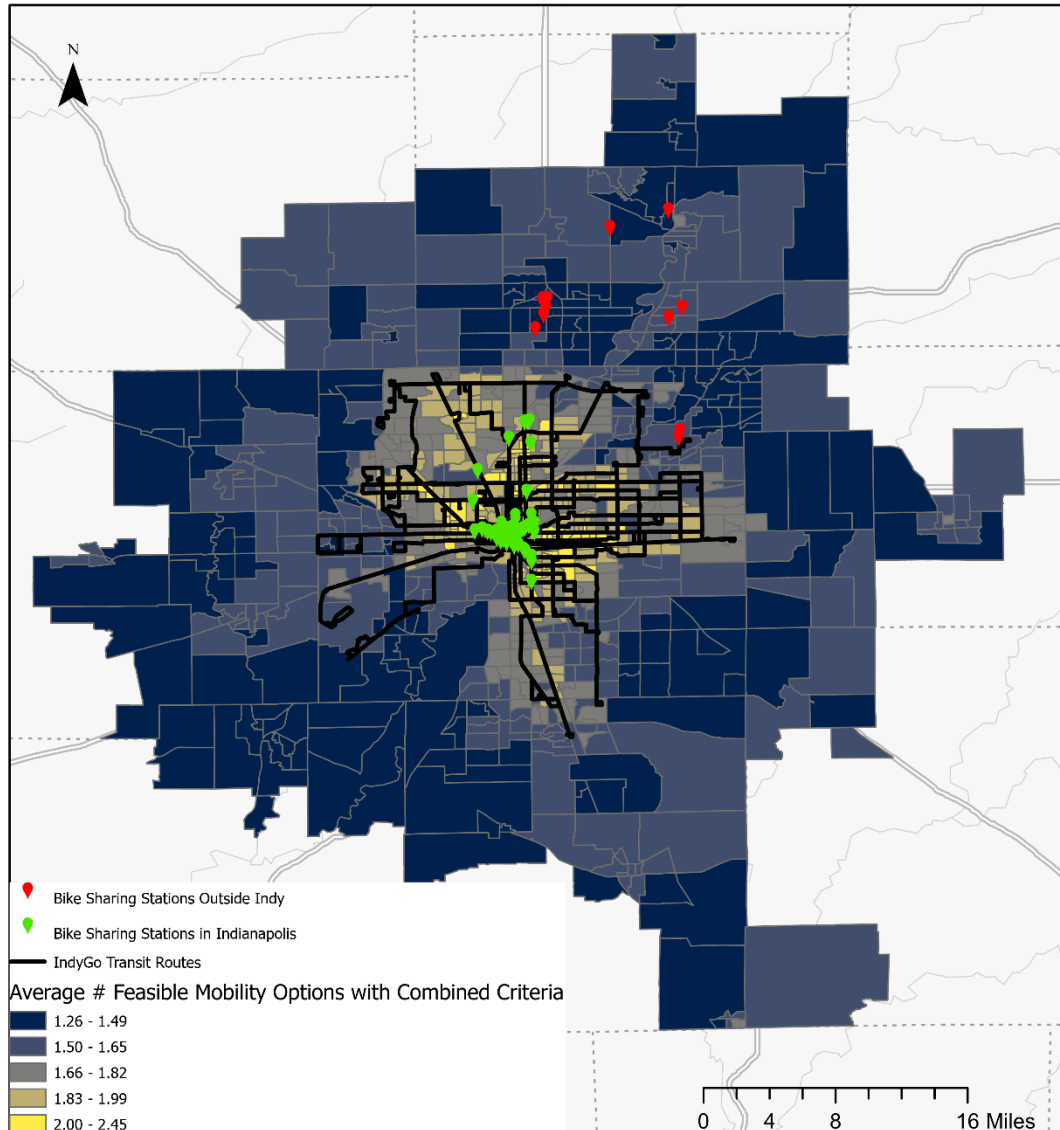 N
Bike Sharing Stations Outside Indy
Bike Sharing Stations in Indianapolis
IndyGo Transit Routes
Average # Feasible Mobility Options with Combined Criteria
1.26 - 1.49
1.50 - 1.65
1.66 - 1.82
1.83 - 1.99
2.00 - 2.45
0 4 8 16 Miles